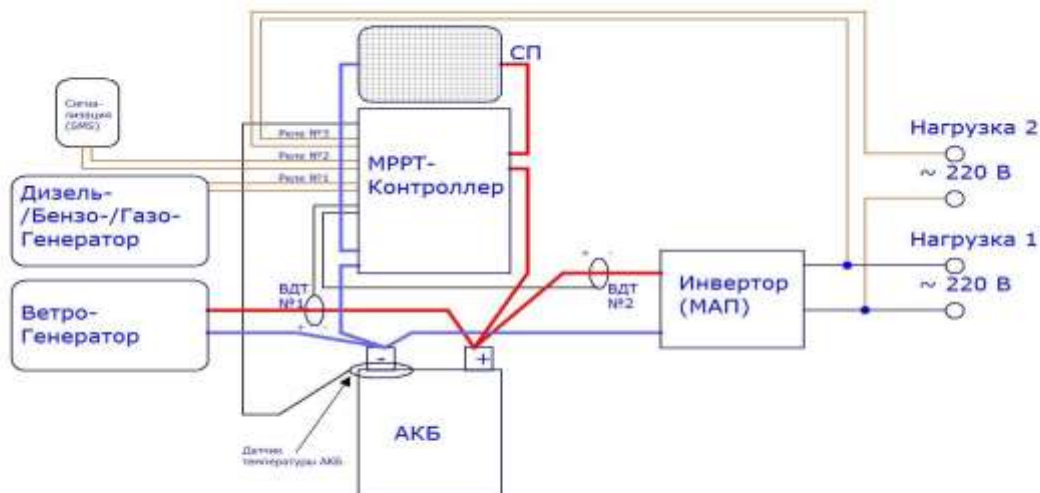 СП
Сигна-
лизация
(SMS)
Реле №3
Реле №2
Реле №1
МРРТ-
Контроллер
Нагрузка 2
~ 220 В
Дизель-
/Бензо-/Газо-
Генератор
Нагрузка 1
~ 220 В
Ветро-
Генератор
ВДТ
№1
+ -
+ -
ВДТ
№2
Инвертор
(МАП)
- +
АКБ
Датчик
температуры АКБ